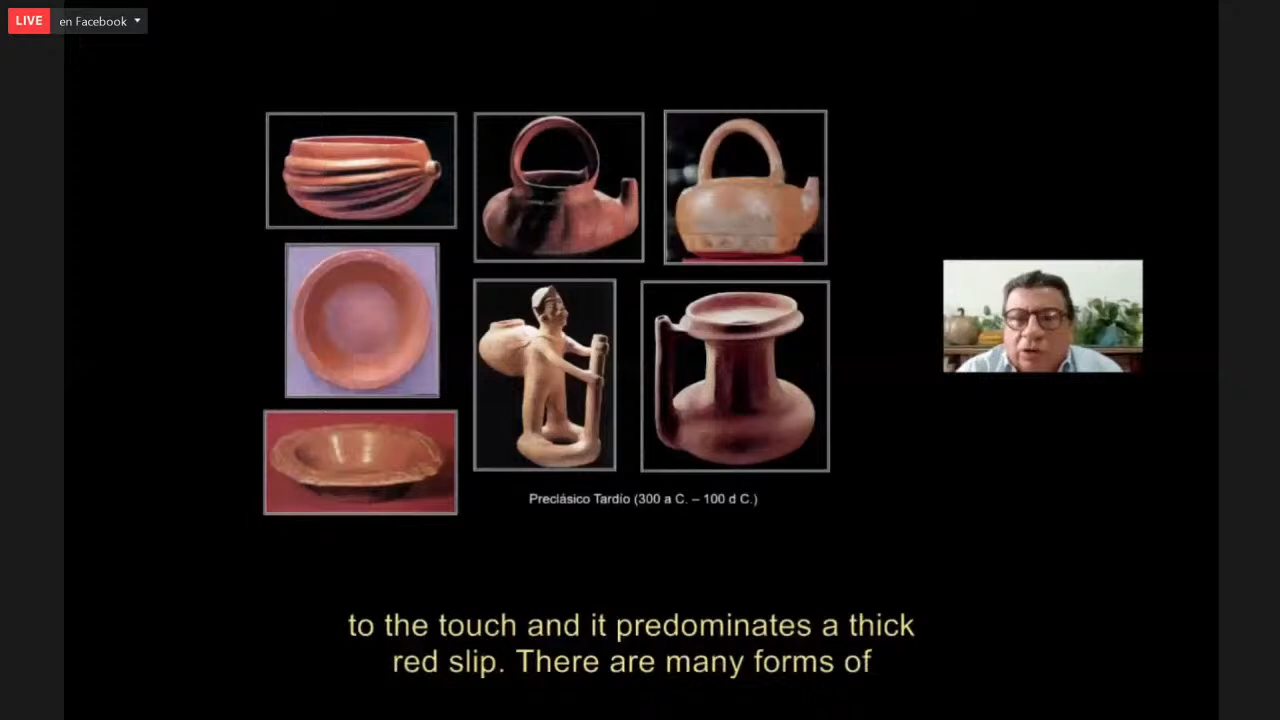 LIVE en Facebook
Preclásico Tardío (300 a C. – 100 d C.)
to the touch and it predominates a thick
red slip. There are many forms of